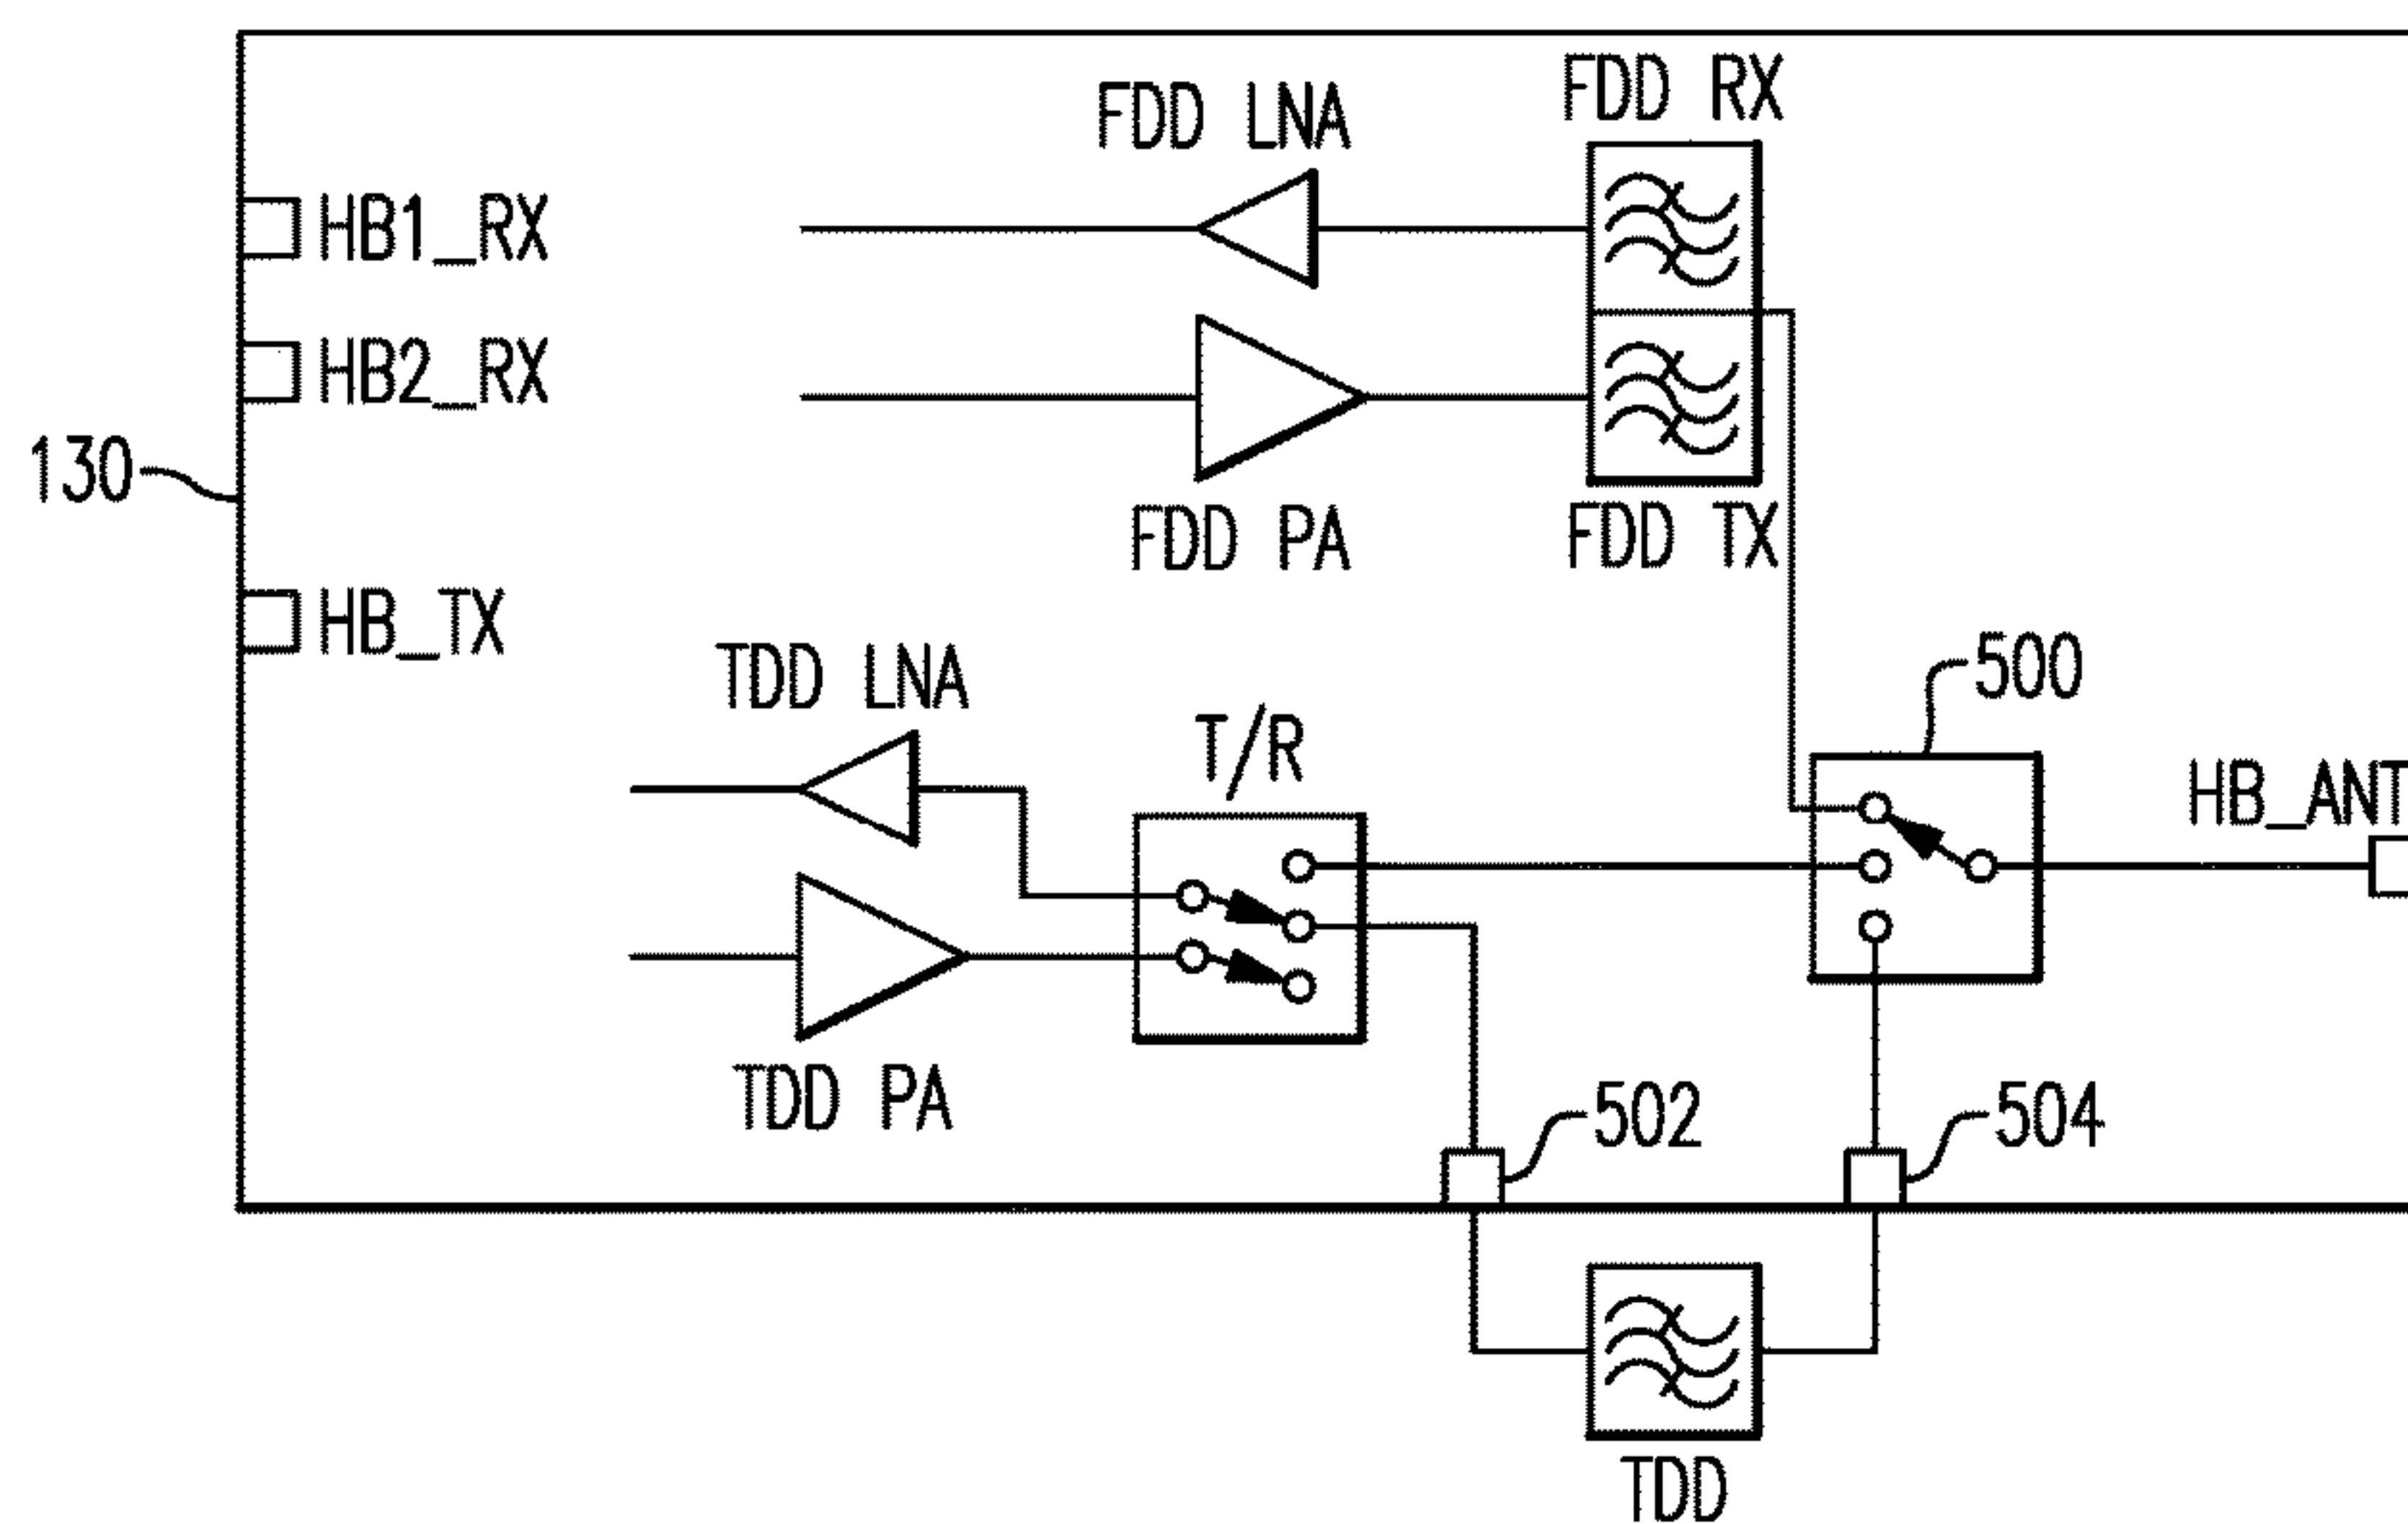 FDD LNA
FDD RX
HB1_RX
HB2_RX
130
FDD PA
FDD TX
HB_TX
TDD LNA
T/R
500
HB_ANT
TDD PA
502
504
TDD